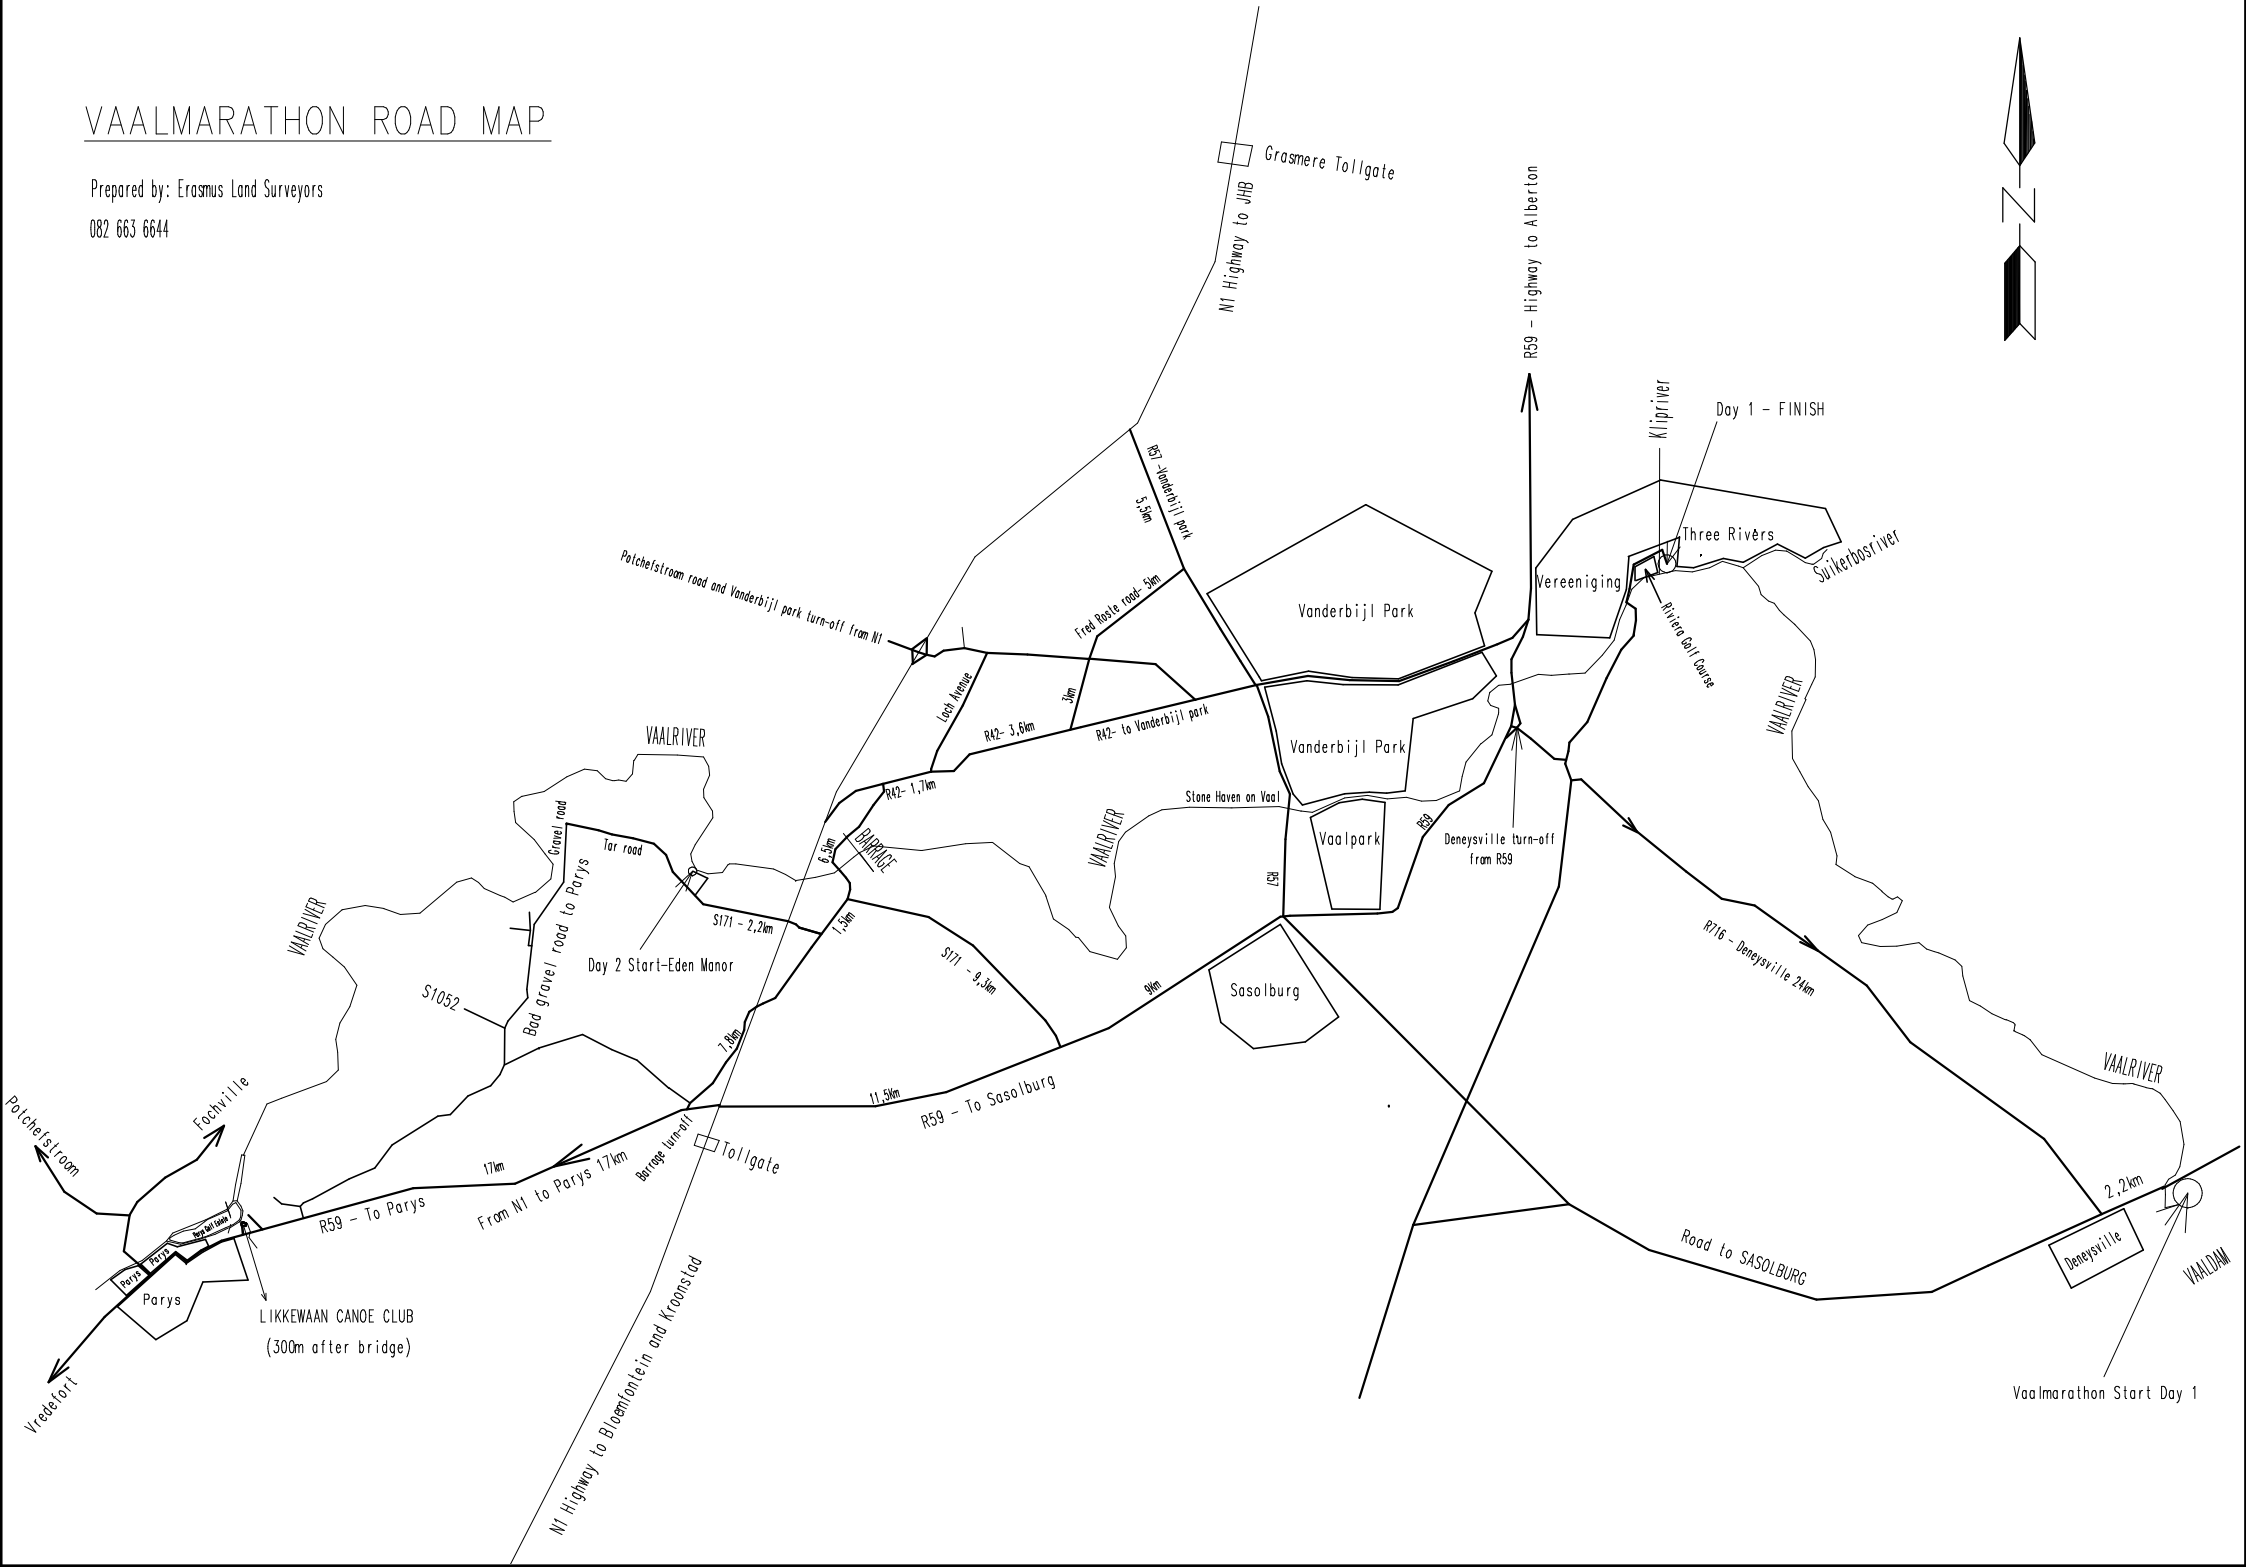 VAALMARATHON ROAD MAP
Prepared by: Erasmus Land Surveyors
082 663 6644
Grasmere Tollgate
N1 Highway to JHB
R59 - Highway to Alberton
N
Klipriver
Day 1 - FINISH
R57 -Vanderbijl park
5,5km
Three Rivers
Suikerbosriver
Vereeniging
Riviera Golf Course
Potchefstroom road and Vanderbijl park turn-off from N1
Fred Roste road- 5km
Vanderbijl Park
Loch Avenue
3km
R42- 3,6km
R42- to Vanderbijl park
VAALRIVER
VAALRIVER
Vanderbijl Park
R42- 1,7km
Stone Haven on Vaal
Gravel road
Tar road
6,5km
BARRAGE
VAALRIVER
Vaalpark
R59
Deneysville turn-off
from R59
R57
Bad gravel road to Parys
VAALRIVER
S171 - 2,2km
1,5km
Day 2 Start-Eden Manor
S171 - 9,3km
R716 - Deneysville 24km
S1052
9Km
Sasolburg
7,8km
VAALRIVER
Potchefstroom
Fochville
11,5Km
R59 - To Sasolburg
Barrage turn-off
Tollgate
17km
From N1 to Parys 17km
R59 - To Parys
2,2km
Parys Golf Estate
Parys
Parys
Parys
Road to SASOLBURG
Deneysville
VAALDAM
LIKKEWAAN CANOE CLUB
(300m after bridge)
Vredefort
N1 Highway to Bloemfontein and Kroonstad
Vaalmarathon Start Day 1